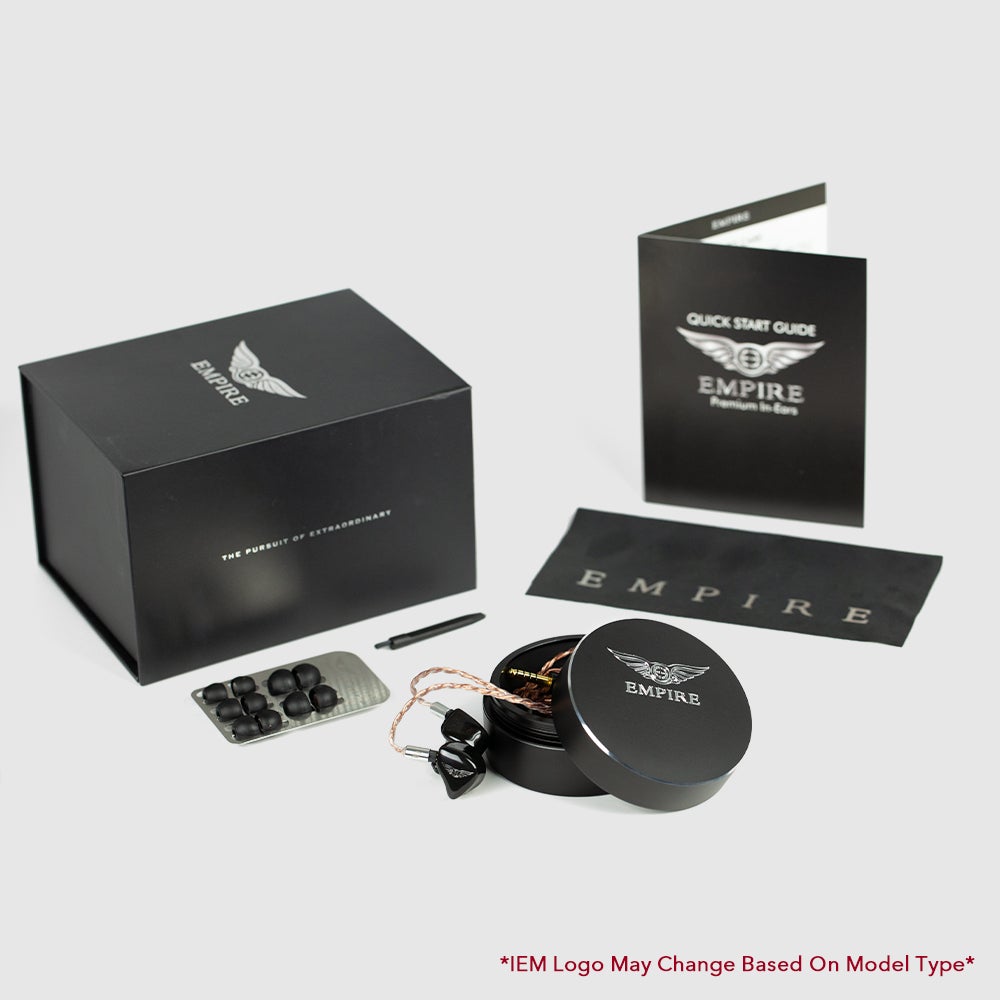 EMPIRE
THE PURSUIT OF EXTRAORDINARY
EMPIRE
QUICK START GUIDE
EMPIRE
Premium In-Ears
EMPIRE
EMPIRE
*IEM Logo May Change Based On Model Type*